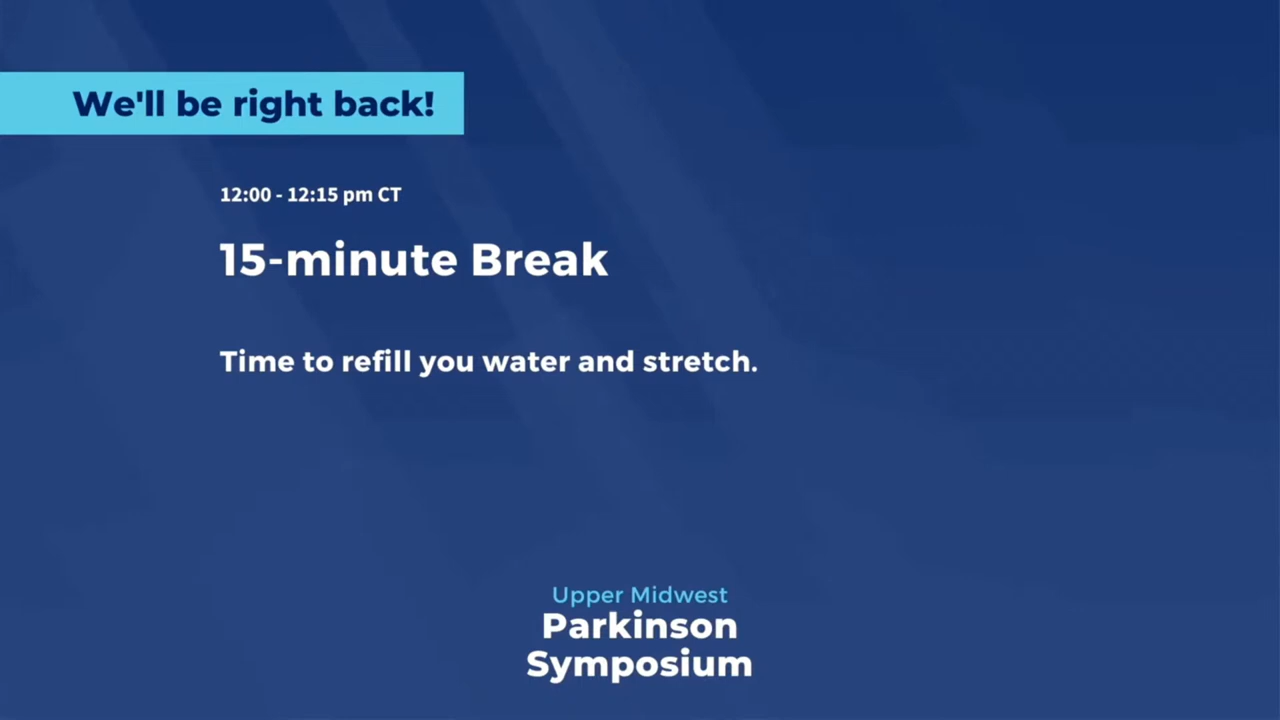 We'll be right back!
12:00 - 12:15 pm CT
15-minute Break
Time to refill you water and stretch.
Upper Midwest
Parkinson
Symposium